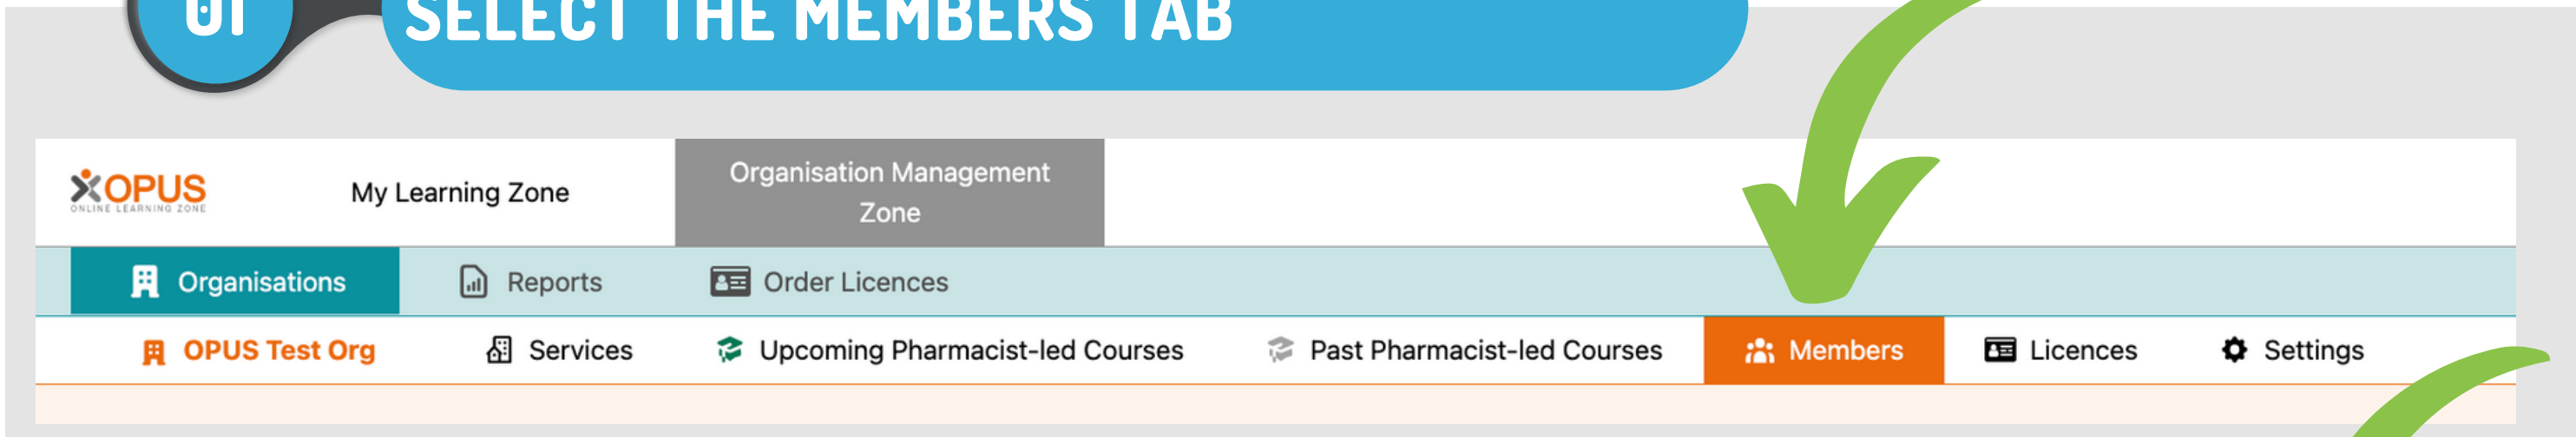 01 SELECT THE MEMBERS TAB
OPUS
ONLINE LEARNING ZONE
My Learning Zone
Organisation Management
Zone
Organisations Reports Order Licences
OPUS Test Org Services Upcoming Pharmacist-led Courses Past Pharmacist-led Courses Members Licences Settings